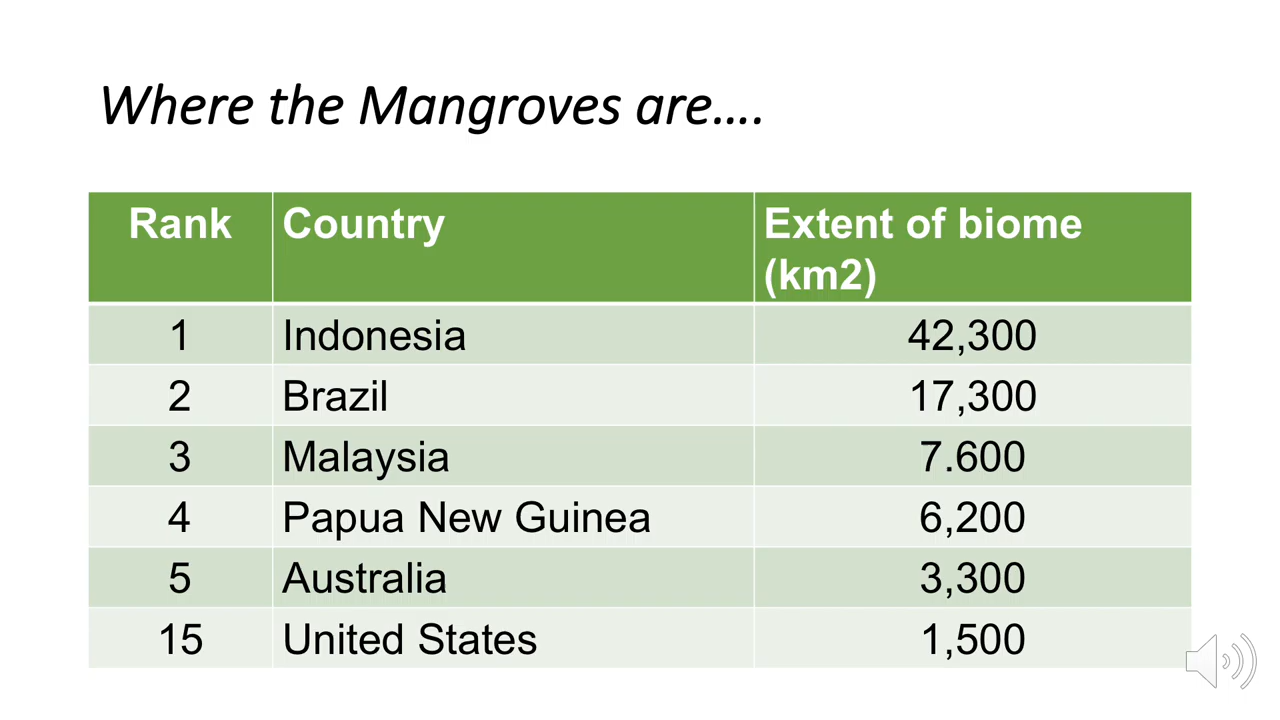 Where the Mangroves are....
Rank Country Extent of biome
(km2)
1 Indonesia 42,300
2 Brazil 17,300
3 Malaysia 7.600
4 Papua New Guinea 6,200
5 Australia 3,300
15 United States 1,500